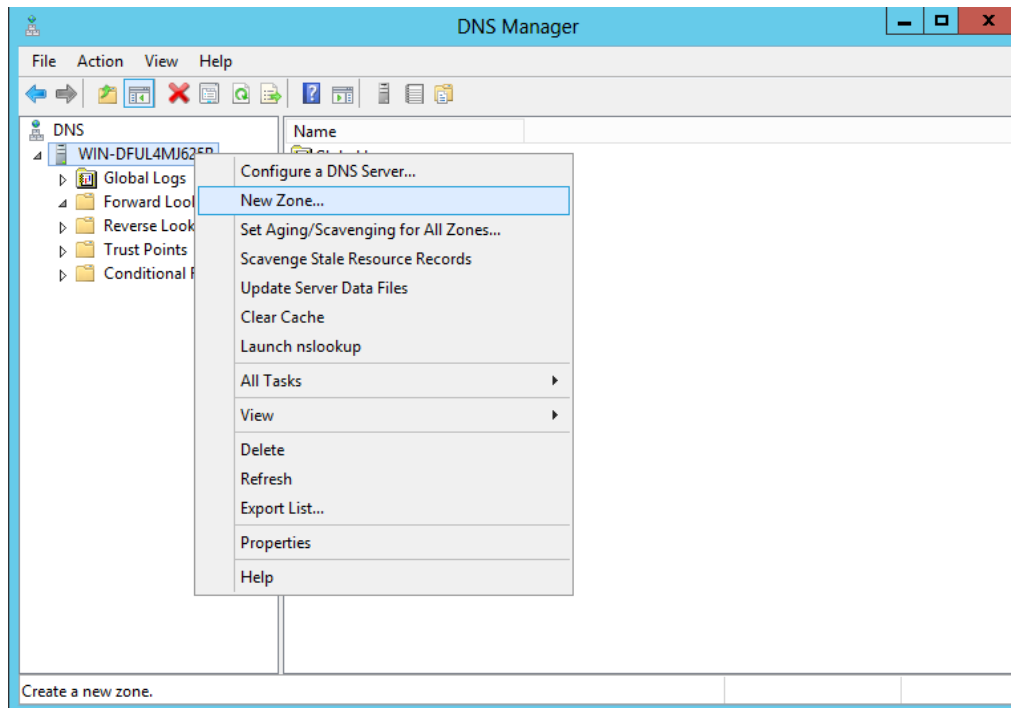 DNS Manager
File Action View Help
DNS
Name
WIN-DFUL4MJ625R
Global Logs
Forward Look
Reverse Look
Trust Points
Conditional F
Configure a DNS Server...
New Zone...
Set Aging/Scavenging for All Zones...
Scavenge Stale Resource Records
Update Server Data Files
Clear Cache
Launch nslookup
All Tasks
View
Delete
Refresh
Export List...
Properties
Help
Create a new zone.